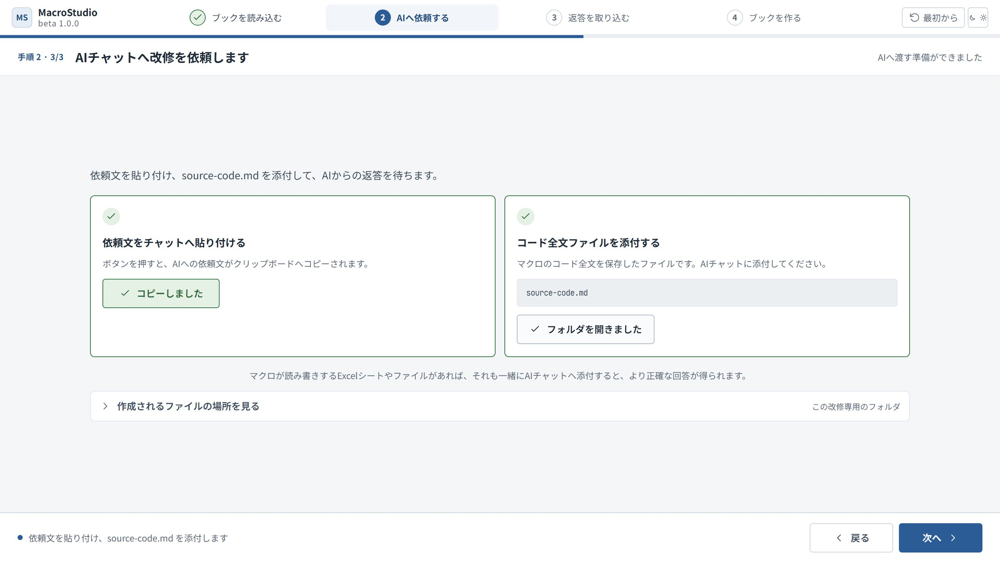 MS
MacroStudio
beta 1.0.0
ブックを読み込む
2 AIへ依頼する
3 返答を取り込む
4 ブックを作る
最初から
手順 2・3/3 AIチャットへ改修を依頼します
AIへ渡す準備ができました
依頼文を貼り付け、source-code.md を添付して、AIからの返答を待ちます。
依頼文をチャットへ貼り付ける
ボタンを押すと、AIへの依頼文がクリップボードへコピーされます。
コピーしました
コード全文ファイルを添付する
マクロのコード全文を保存したファイルです。AIチャットに添付してください。
source-code.md
フォルダを開きました
マクロが読み書きするExcelシートやファイルがあれば、それも一緒にAIチャットへ添付すると、より正確な回答が得られます。
作成されるファイルの場所を見る
この改修専用のフォルダ
依頼文を貼り付け、source-code.md を添付します
戻る
次へ